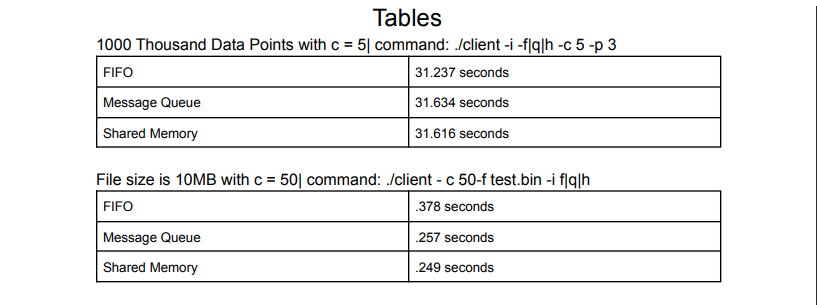 Tables
1000 Thousand Data Points with c = 5| command: ./client -i -f|q|h -c 5 -p 3
FIFO 31.237 seconds
Message Queue 31.634 seconds
Shared Memory 31.616 seconds
File size is 10MB with c = 50| command: ./client - c 50-f test.bin -i f|q|h
FIFO .378 seconds
Message Queue .257 seconds
Shared Memory .249 seconds